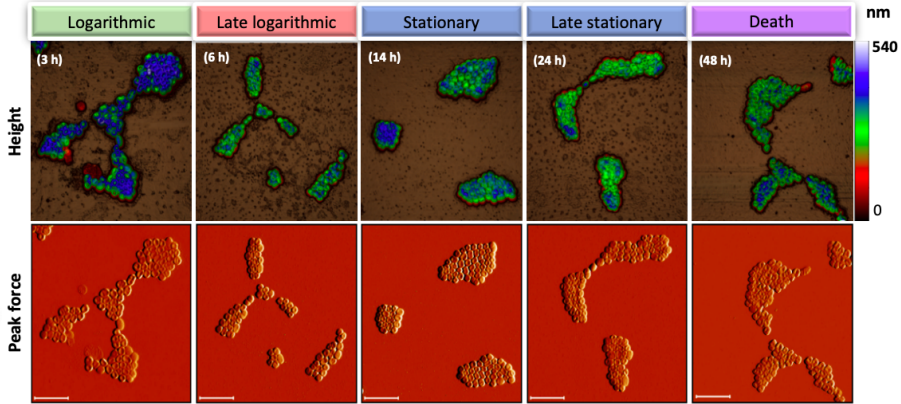 Logarithmic
Late logarithmic
Stationary
Late stationary
Death
nm
(3 h)
(6 h)
(14 h)
(24 h)
(48 h)
540
Height
0
Peak force